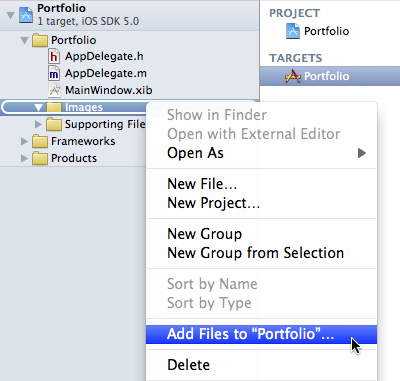 Portfolio
1 target, iOS SDK 5.0
Portfolio
h AppDelegate.h
m AppDelegate.m
MainWindow.xib
Images
Supporting File
Frameworks
Products
PROJECT
Portfolio
TARGETS
Portfolio
Show in Finder
Open with External Editor
Open As
New File...
New Project...
New Group
New Group from Selection
Sort by Name
Sort by Type
Add Files to “Portfolio”...
Delete